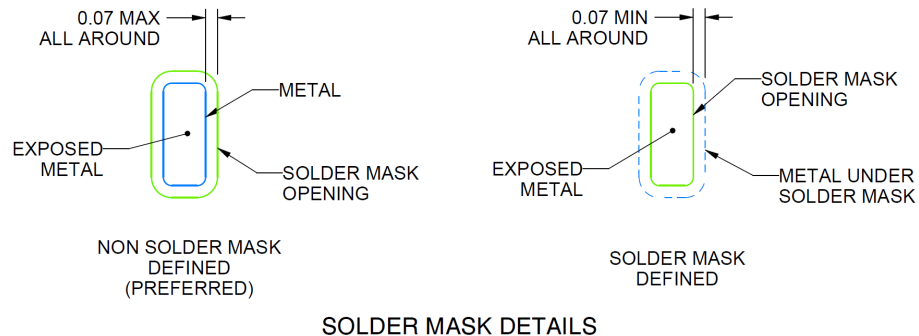 0.07 MAX
ALL AROUND
METAL
EXPOSED
METAL
SOLDER MASK
OPENING
NON SOLDER MASK
DEFINED
(PREFERRED)
0.07 MIN
ALL AROUND
SOLDER MASK
OPENING
EXPOSED
METAL
METAL UNDER
SOLDER MASK
SOLDER MASK
DEFINED
SOLDER MASK DETAILS